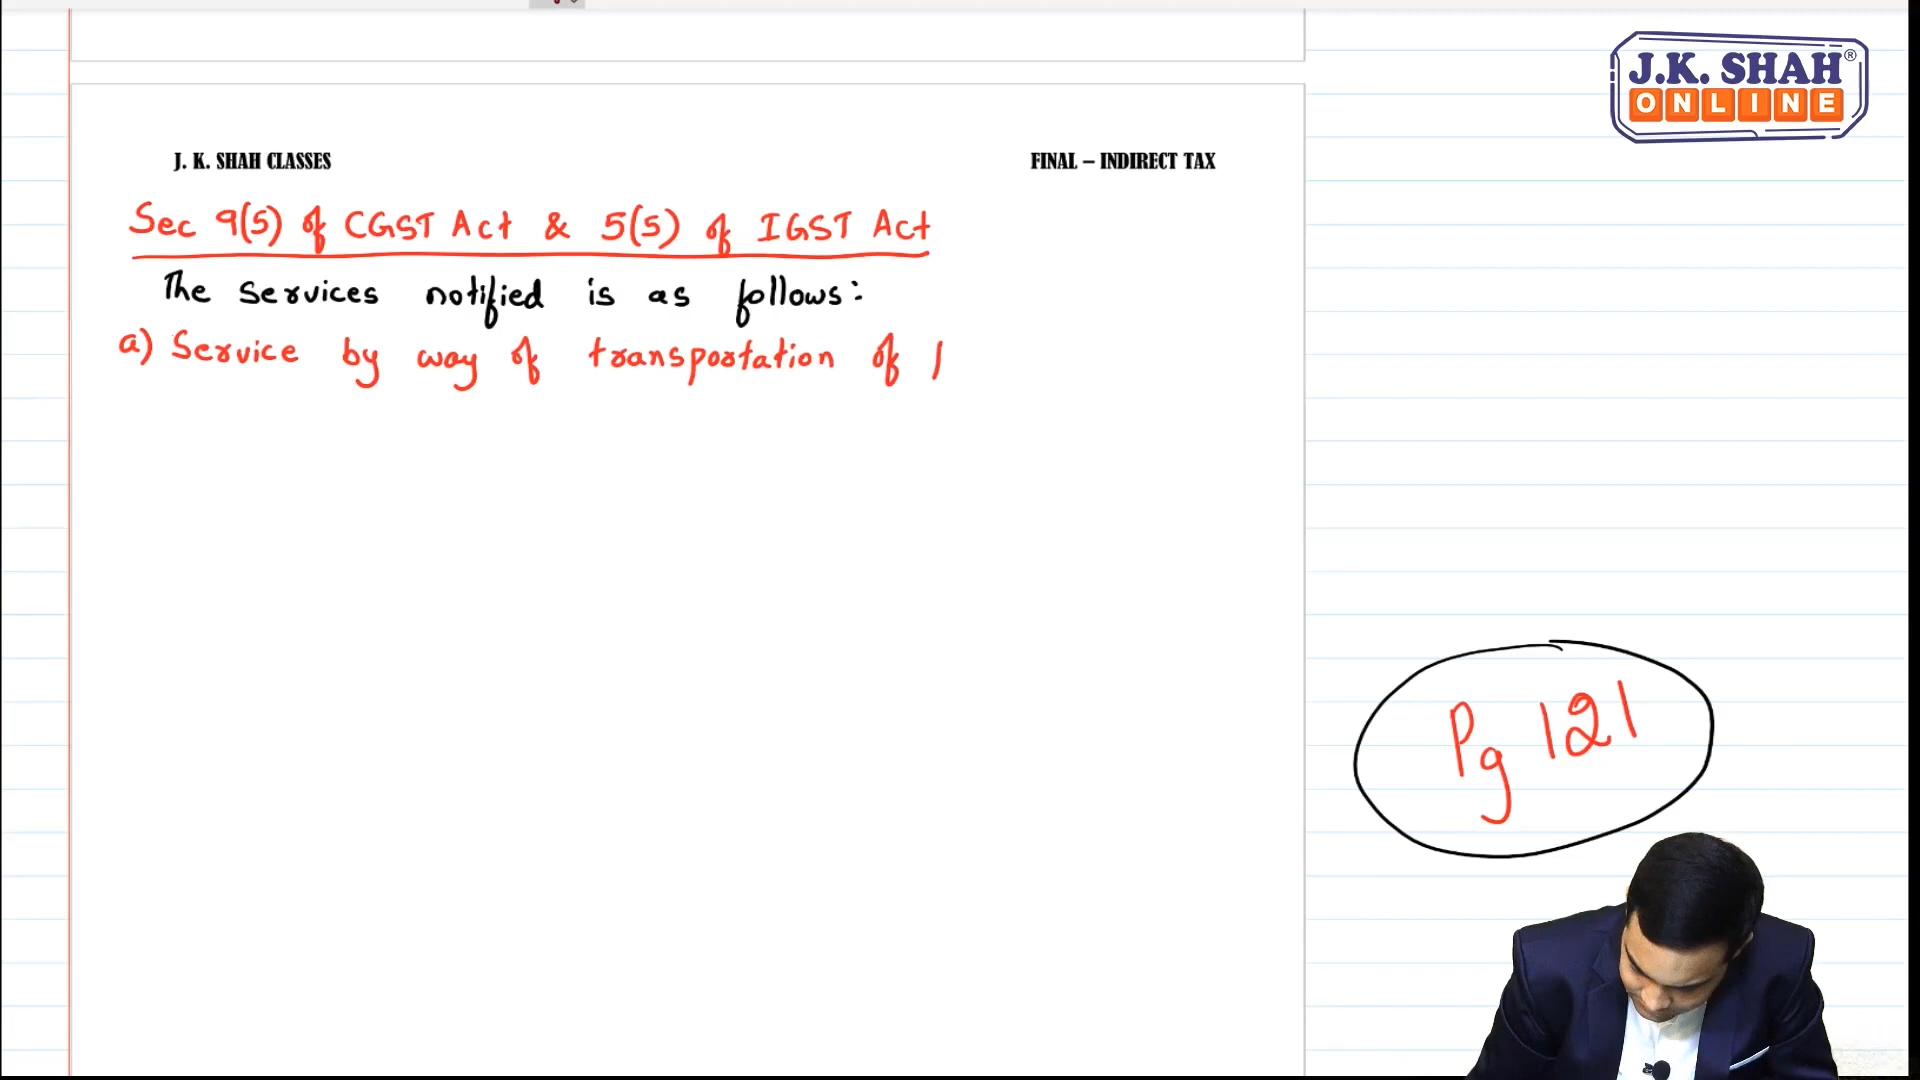 J.K. SHAH®
ONLINE
J. K. SHAH CLASSES FINAL – INDIRECT TAX
Sec 9(5) of CGST Act & 5(5) of IGST Act
The Services notified is as follows:
a) Service by way of transportation of
Pg 121